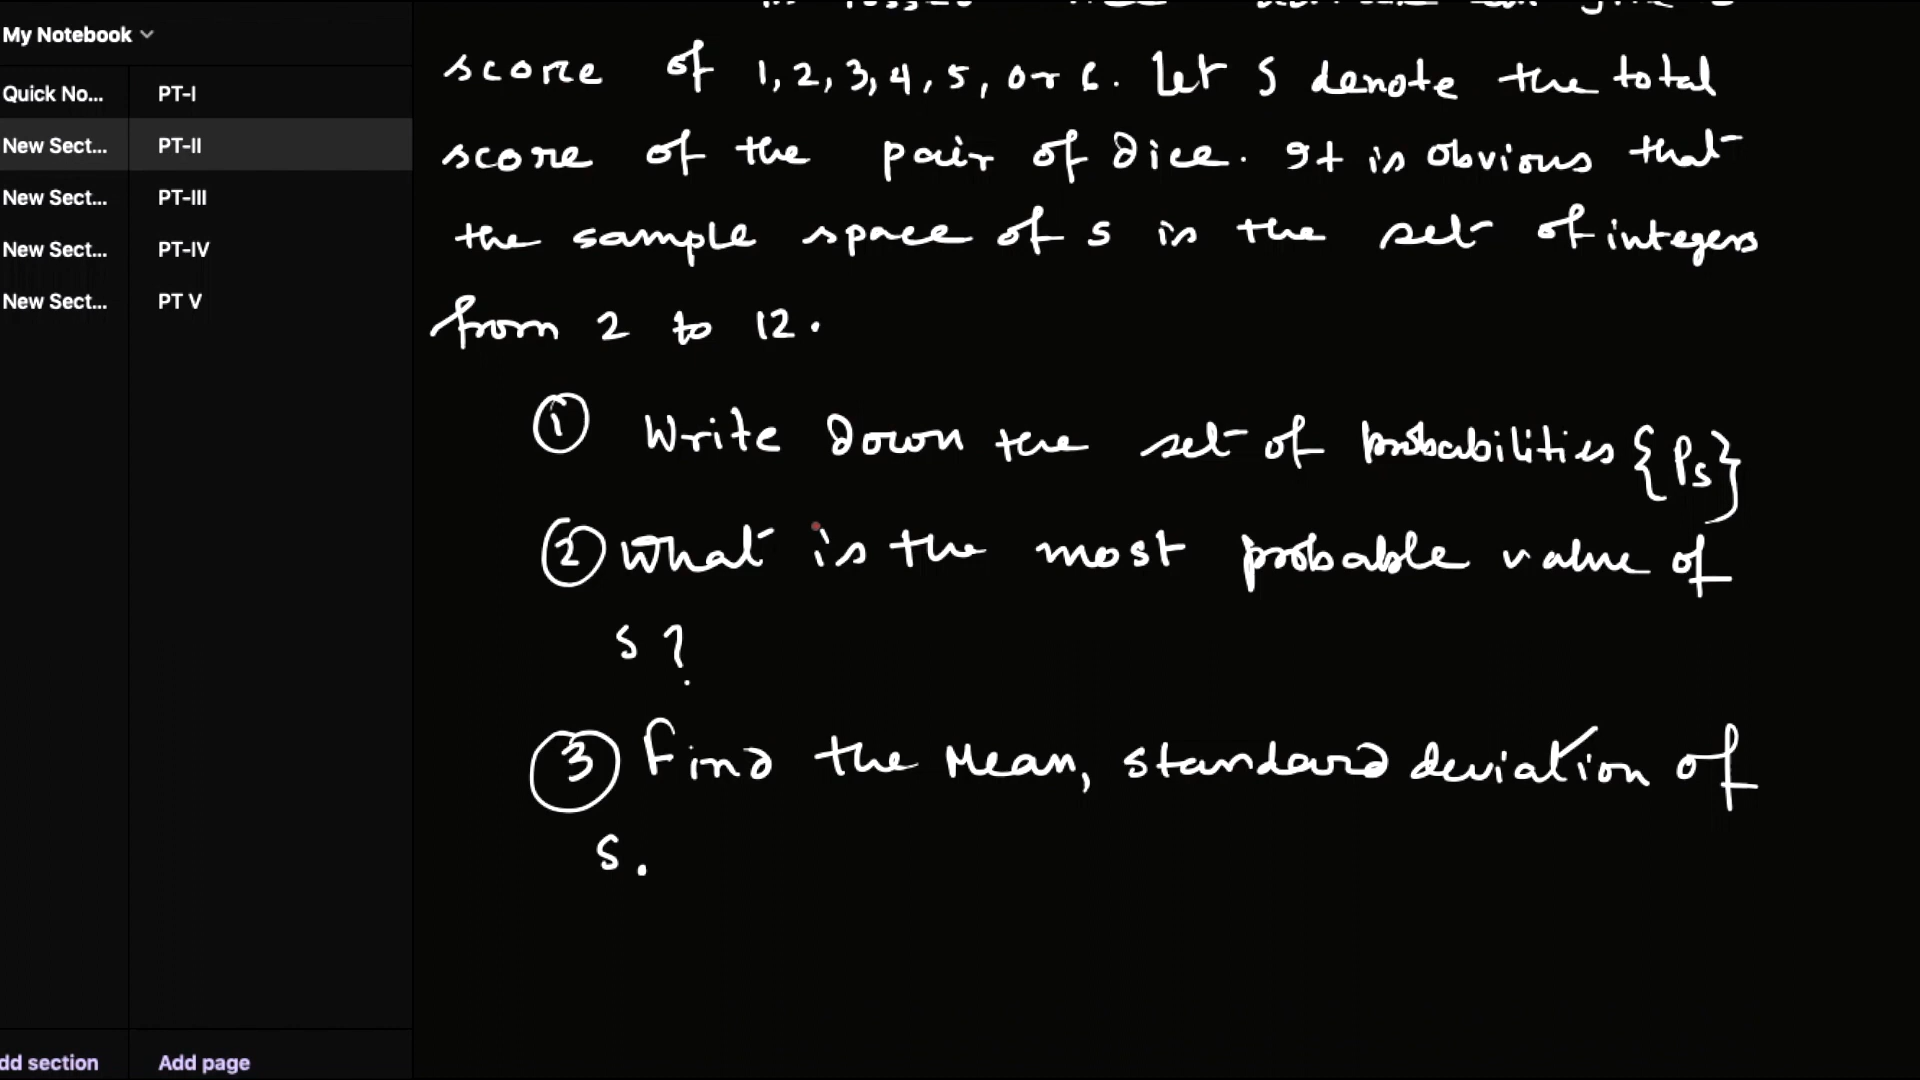 My Notebook
Quick No... PT-I
New Sect... PT-II
New Sect... PT-III
New Sect... PT-IV
New Sect... PT V
score of 1, 2, 3, 4, 5, or 6. Let S denote the total
score of the pair of dice. It is obvious that
the sample space of s is the set of integers
from 2 to 12.
① Write down the set of probabilities {Ps}
② What is the most probable value of
s ?
③ Find the Mean, standard deviation of
s.
dd section Add page